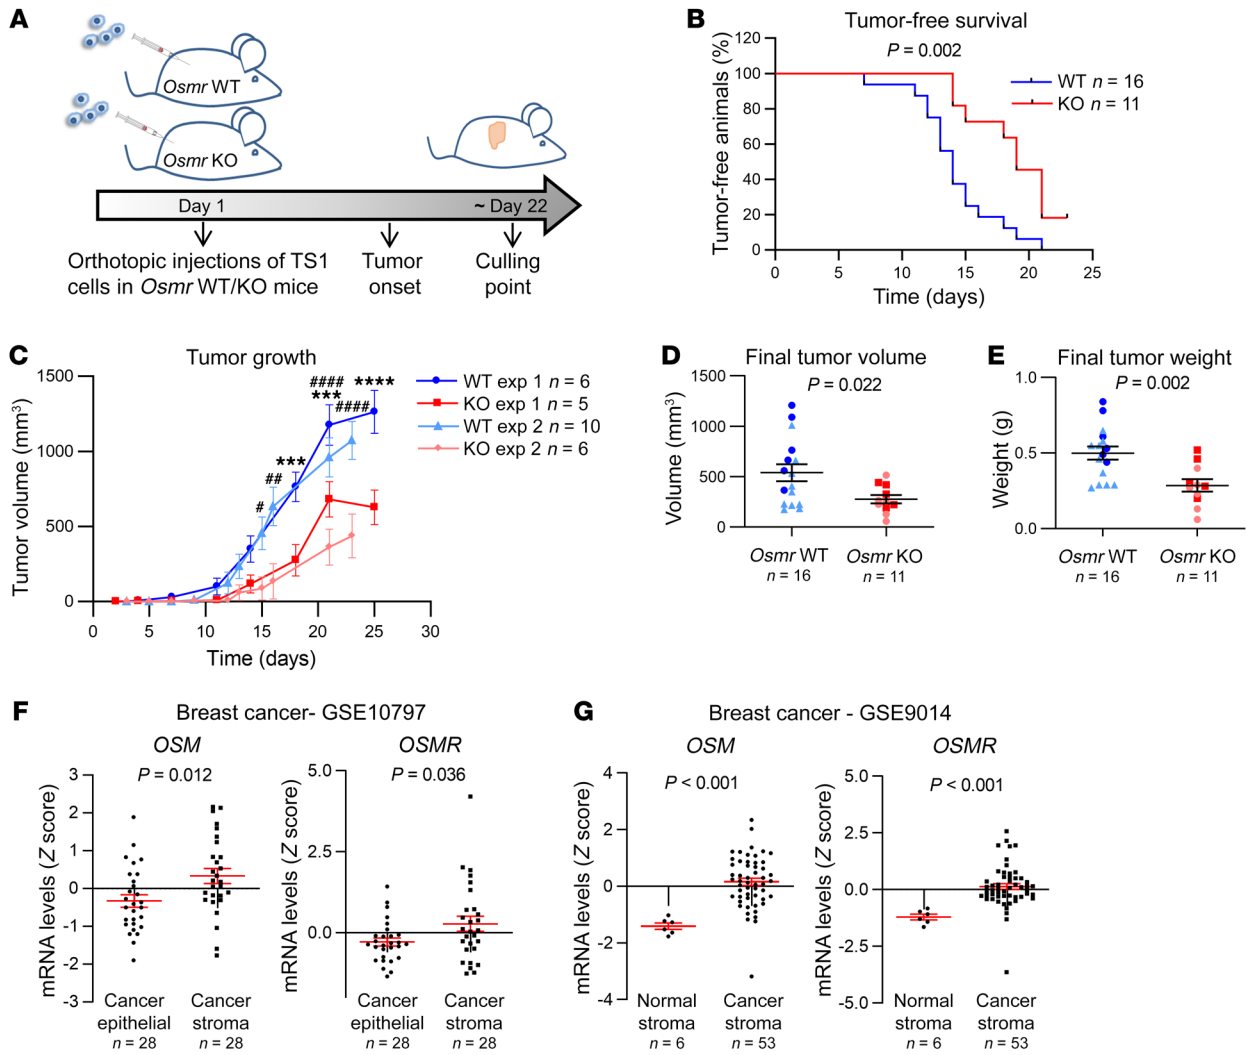 A
Osmr WT
Osmr KO
Day 1
~ Day 22
Orthotopic injections of TS1
cells in Osmr WT/KO mice
Tumor
onset
Culling
point
B
Tumor-free survival
P = 0.002
Tumor-free animals (%)
120
100
80
60
40
20
0
0 5 10 15 20 25
Time (days)
WT n = 16
KO n = 11
C
Tumor growth
Tumor volume (mm3)
1500
1000
500
0
0 5 10 15 20 25 30
Time (days)
#
##
***
####
***
####
****
WT exp 1 n = 6
KO exp 1 n = 5
WT exp 2 n = 10
KO exp 2 n = 6
D
Final tumor volume
P = 0.022
Volume (mm3)
1500
1000
500
0
Osmr WT
n = 16
Osmr KO
n = 11
E
Final tumor weight
P = 0.002
Weight (g)
1.0
0.5
0.0
Osmr WT
n = 16
Osmr KO
n = 11
F
Breast cancer- GSE10797
OSM
P = 0.012
mRNA levels (Z score)
3
2
1
0
-1
-2
-3
Cancer
epithelial
n = 28
Cancer
stroma
n = 28
OSMR
P = 0.036
mRNA levels (Z score)
5.0
2.5
0.0
Cancer
epithelial
n = 28
Cancer
stroma
n = 28
G
Breast cancer - GSE9014
OSM
P < 0.001
mRNA levels (Z score)
4
2
0
-2
-4
Normal
stroma
n = 6
Cancer
stroma
n = 53
OSMR
P < 0.001
mRNA levels (Z score)
5.0
2.5
0.0
-2.5
-5.0
Normal
stroma
n = 6
Cancer
stroma
n = 53